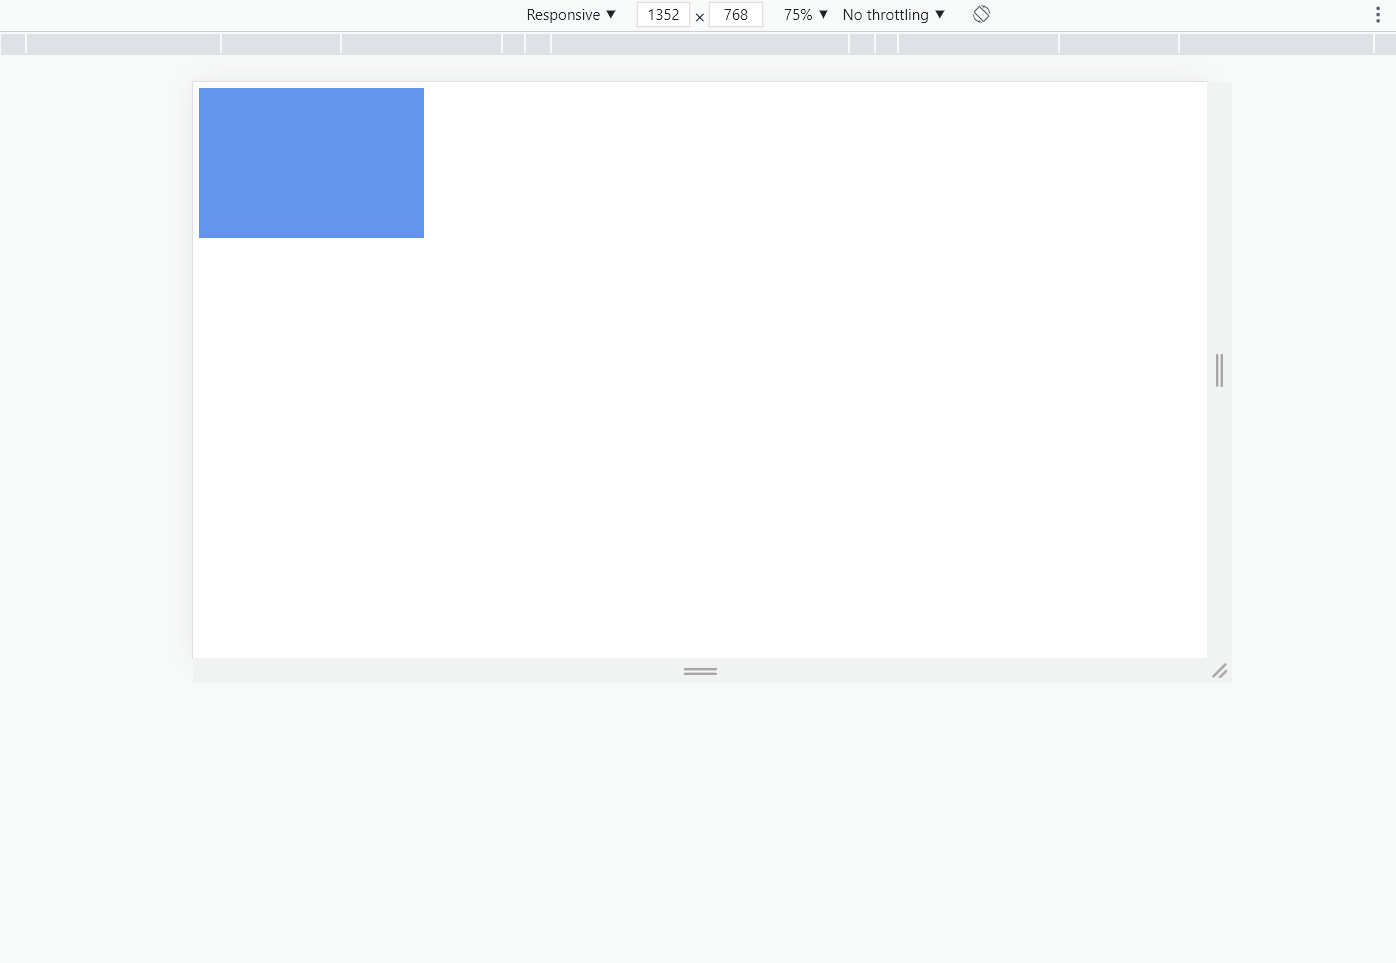 Responsive ▼ 1352 × 768 75% ▼ No throttling ▼